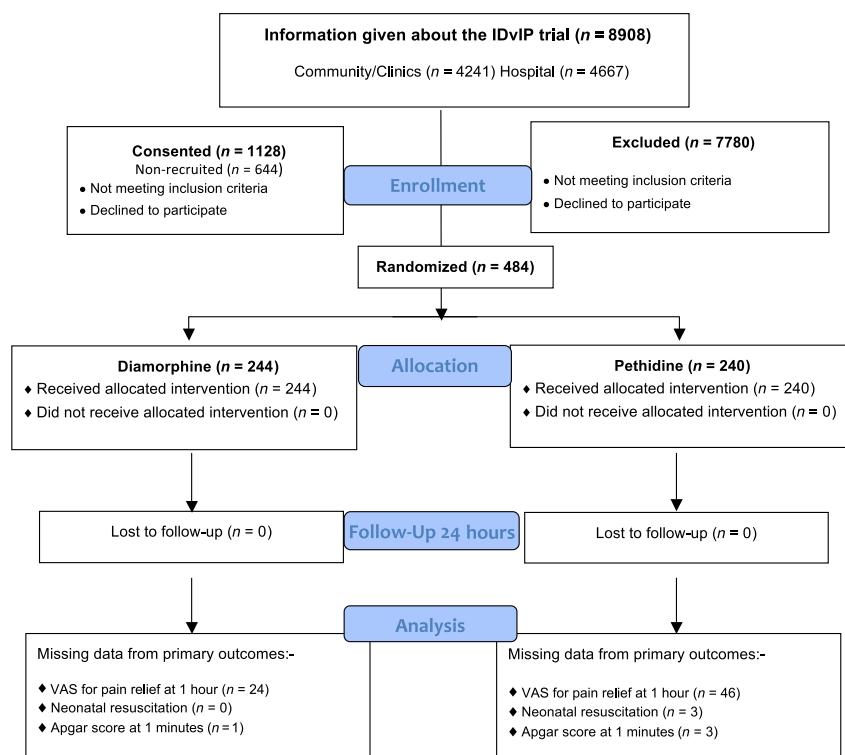 Information given about the IDvIP trial (n = 8908)
Community/Clinics (n = 4241) Hospital (n = 4667)
Consented (n = 1128)
Non-recruited (n = 644)
● Not meeting inclusion criteria
● Declined to participate
Enrollment
Excluded (n = 7780)
● Not meeting inclusion criteria
● Declined to participate
Randomized (n = 484)
Diamorphine (n = 244)
♦ Received allocated intervention (n = 244)
♦ Did not receive allocated intervention (n = 0)
Allocation
Pethidine (n = 240)
♦ Received allocated intervention (n = 240)
♦ Did not receive allocated intervention (n = 0)
Lost to follow-up (n = 0)
Follow-Up 24 hours
Lost to follow-up (n = 0)
Analysis
Missing data from primary outcomes:-
♦ VAS for pain relief at 1 hour (n = 24)
♦ Neonatal resuscitation (n = 0)
♦ Apgar score at 1 minutes (n = 1)
Missing data from primary outcomes:-
♦ VAS for pain relief at 1 hour (n = 46)
♦ Neonatal resuscitation (n = 3)
♦ Apgar score at 1 minutes (n = 3)